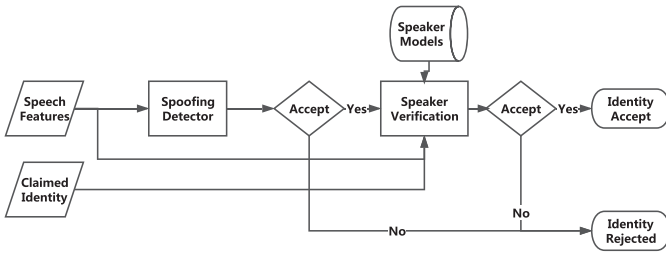 Speaker
Models
Speech
Features
Spoofing
Detector
Accept
Yes
Speaker
Verification
Accept
Yes
Identity
Accept
Claimed
Identity
No
No
Identity
Rejected